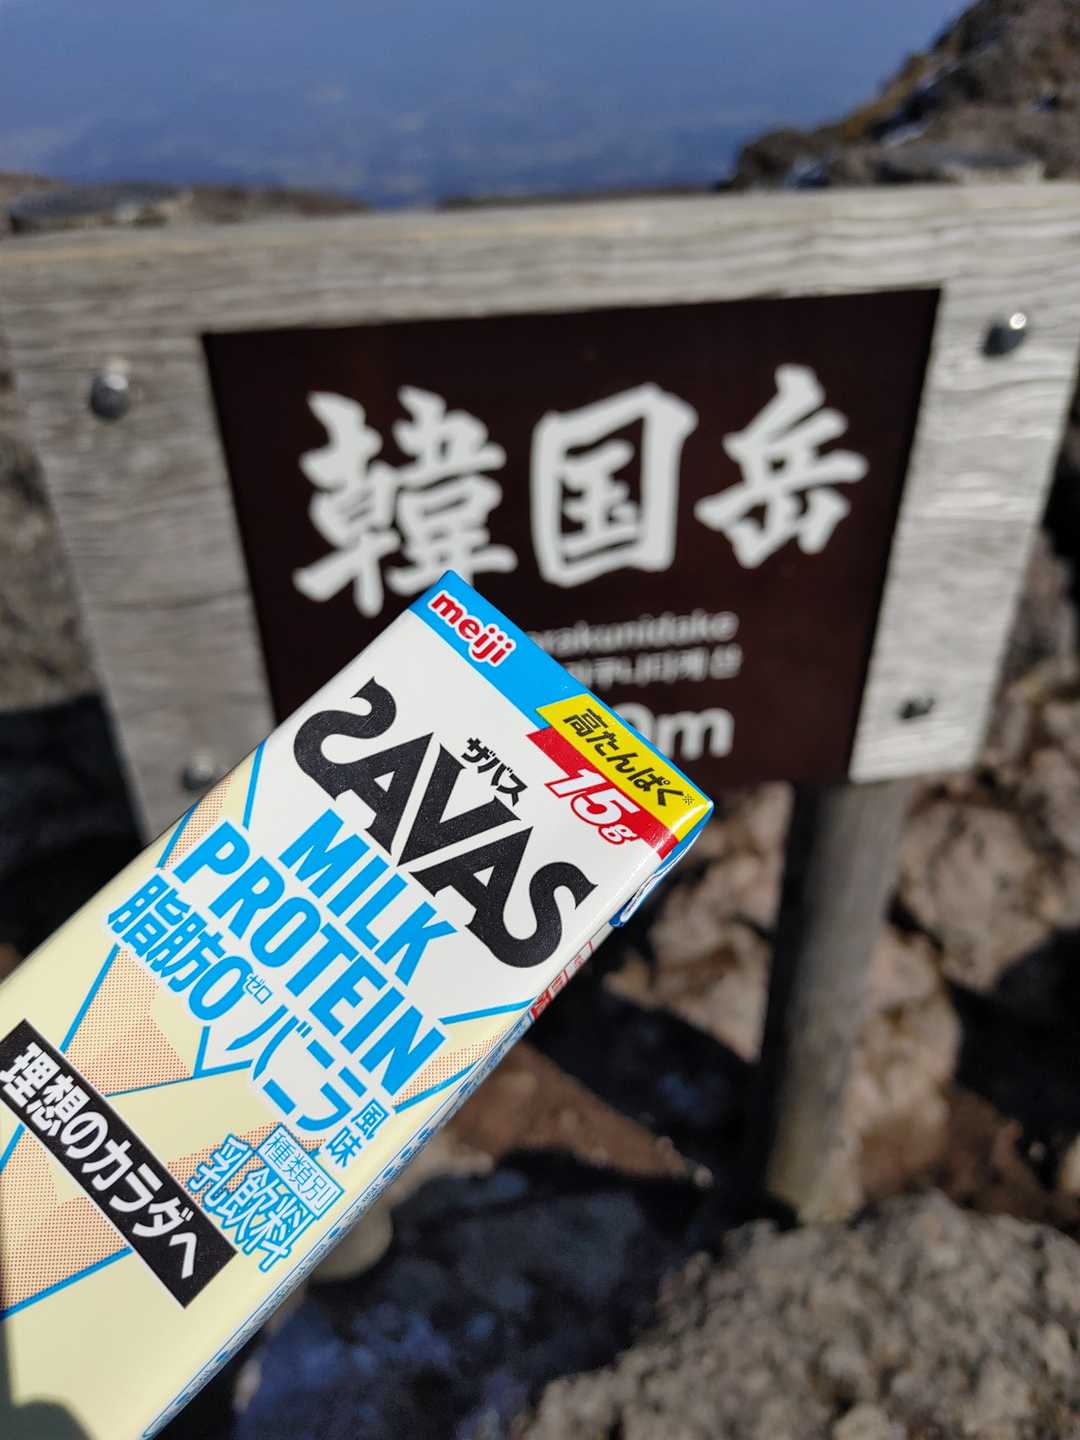 韓国岳
rakunidake
0m
meiji
高たんぱく※
15g
ザバス
SAVAS
MILK
PROTEIN
脂肪0ゼロ
バニラ風味
種類別
乳飲料
理想のカラダへ